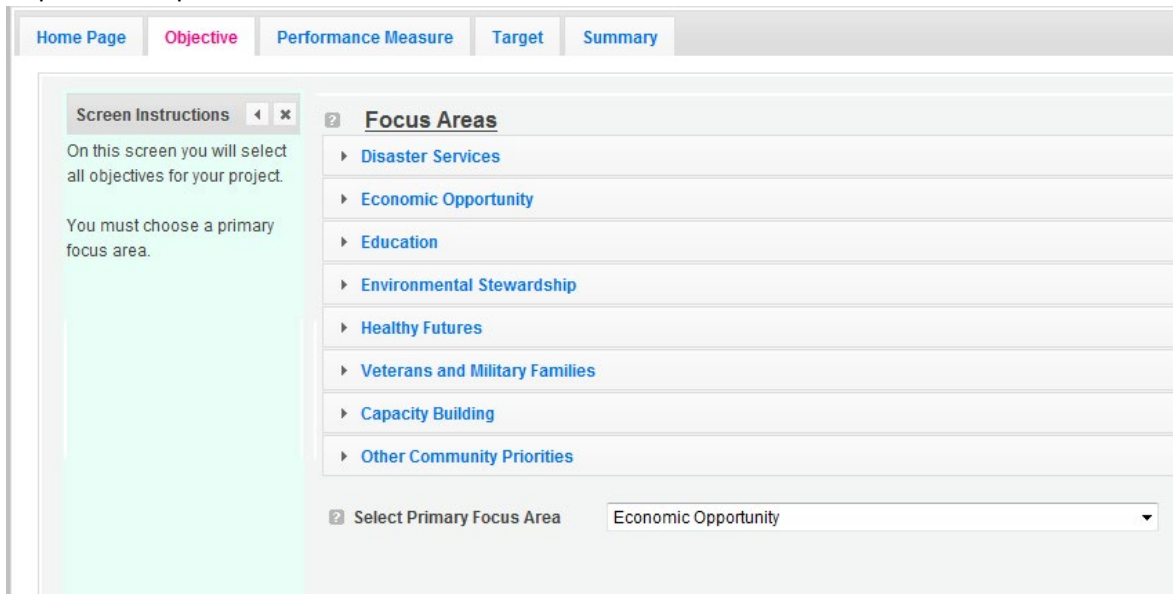 Home Page Objective Performance Measure Target Summary
Screen Instructions
On this screen you will select
all objectives for your project.
You must choose a primary
focus area.
? Focus Areas
Disaster Services
Economic Opportunity
Education
Environmental Stewardship
Healthy Futures
Veterans and Military Families
Capacity Building
Other Community Priorities
? Select Primary Focus Area Economic Opportunity